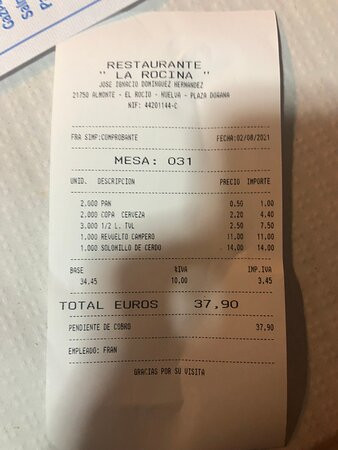 RESTAURANTE
" LA ROCINA "
JOSE IGNACIO DOMINGUEZ HERNANDEZ
21750 ALMONTE - EL ROCIO - HUELVA - PLAZA DOÑANA
NIF: 44201144-C
FRA SIMP:COMPROBANTE FECHA:02/08/2021
MESA: 031
UNID. DESCRIPCION PRECIO IMPORTE
2,000 PAN 0.50 1.00
2,000 COPA CERVEZA 2.20 4.40
3,000 1/2 L. TVL 2.50 7.50
1,000 REVUELTO CAMPERO 11.00 11.00
1,000 SOLOMILLO DE CERDO 14.00 14.00
BASE %IVA IMP.IVA
34.45 10.00 3.45
TOTAL EUROS 37,90
PENDIENTE DE COBRO 37.90
EMPLEADO: FRAN
GRACIAS POR SU VISITA